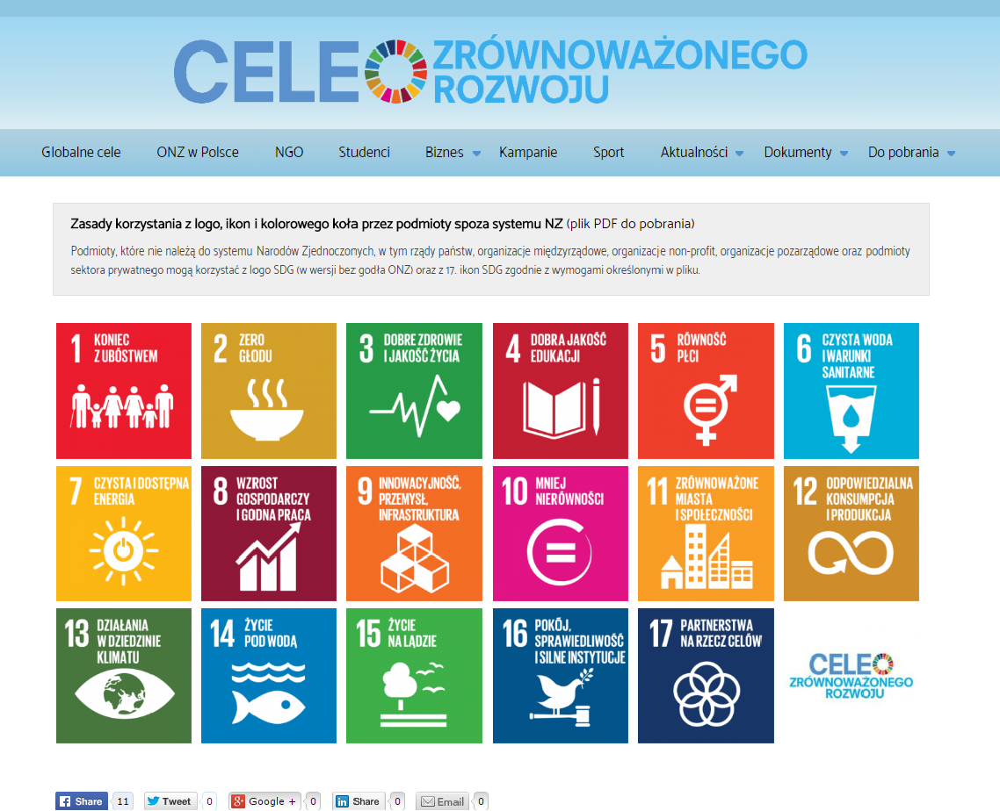 CELE ZRÓWNOWAŻONEGO
ROZWOJU
Globalne cele ONZ w Polsce NGO Studenci Biznes Kampanie Sport Aktualności Dokumenty Do pobrania
Zasady korzystania z logo, ikon i kolorowego koła przez podmioty spoza systemu NZ (plik PDF do pobrania)
Podmioty, które nie należą do systemu Narodów Zjednoczonych, w tym rządy państw, organizacje międzyrządowe, organizacje non-profit, organizacje pozarządowe oraz podmioty
sektora prywatnego mogą korzystać z logo SDG (w wersji bez godła ONZ) oraz z 17. ikon SDG zgodnie z wymogami określonymi w pliku.
1 KONIEC
Z UBÓSTWEM
2 ZERO
GŁODU
3 DOBRE ZDROWIE
I JAKOŚĆ ŻYCIA
4 DOBRA JAKOŚĆ
EDUKACJI
5 RÓWNOŚĆ
PŁCI
6 CZYSTA WODA
I WARUNKI
SANITARNE
7 CZYSTA I DOSTĘPNA
ENERGIA
8 WZROST
GOSPODARCZY
I GODNA PRACA
9 INNOWACYJNOŚĆ,
PRZEMYSŁ,
INFRASTRUKTURA
10 MNIEJ
NIERÓWNOŚCI
11 ZRÓWNOWAŻONE
MIASTA
I SPOŁECZNOŚCI
12 ODPOWIEDZIALNA
KONSUMPCJA
I PRODUKCJA
13 DZIAŁANIA
W DZIEDZINIE
KLIMATU
14 ŻYCIE
POD WODĄ
15 ŻYCIE
NA LĄDZIE
16 POKÓJ,
SPRAWIEDLIWOŚĆ
I SILNE INSTYTUCJE
17 PARTNERSTWA
NA RZECZ CELÓW
CELE
ZRÓWNOWAŻONEGO
ROZWOJU
Share 11 Tweet 0 Google + 0 Share 0 Email 0